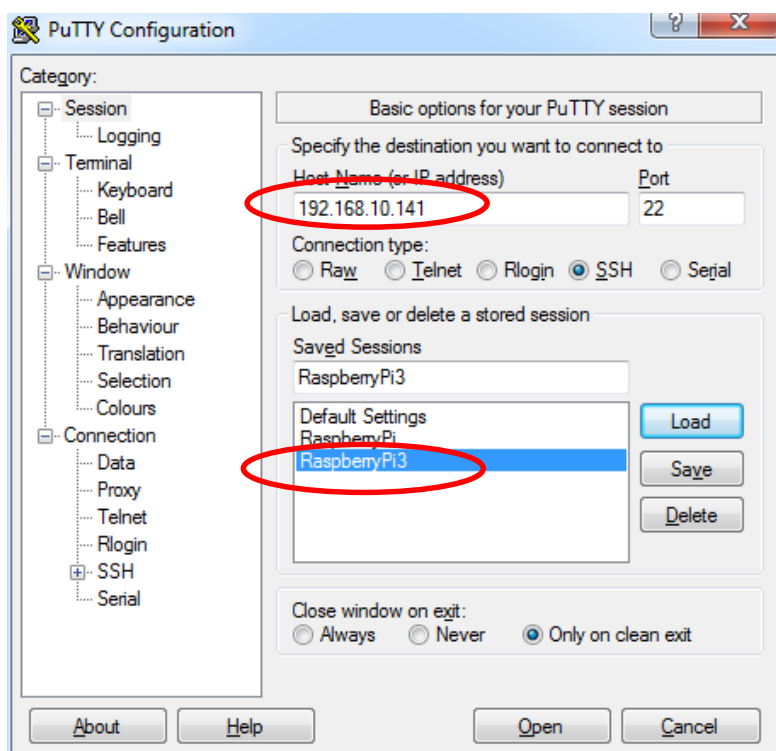 PuTTY Configuration
?
X
Category:
Session
Logging
Terminal
Keyboard
Bell
Features
Window
Appearance
Behaviour
Translation
Selection
Colours
Connection
Data
Proxy
Telnet
Rlogin
SSH
Serial
Basic options for your PuTTY session
Specify the destination you want to connect to
Host Name (or IP address) Port
192.168.10.141 22
Connection type:
Raw Telnet Rlogin SSH Serial
Load, save or delete a stored session
Saved Sessions
RaspberryPi3
Default Settings
RaspberryPi
RaspberryPi3
Load
Save
Delete
Close window on exit:
Always Never Only on clean exit
About Help Open Cancel